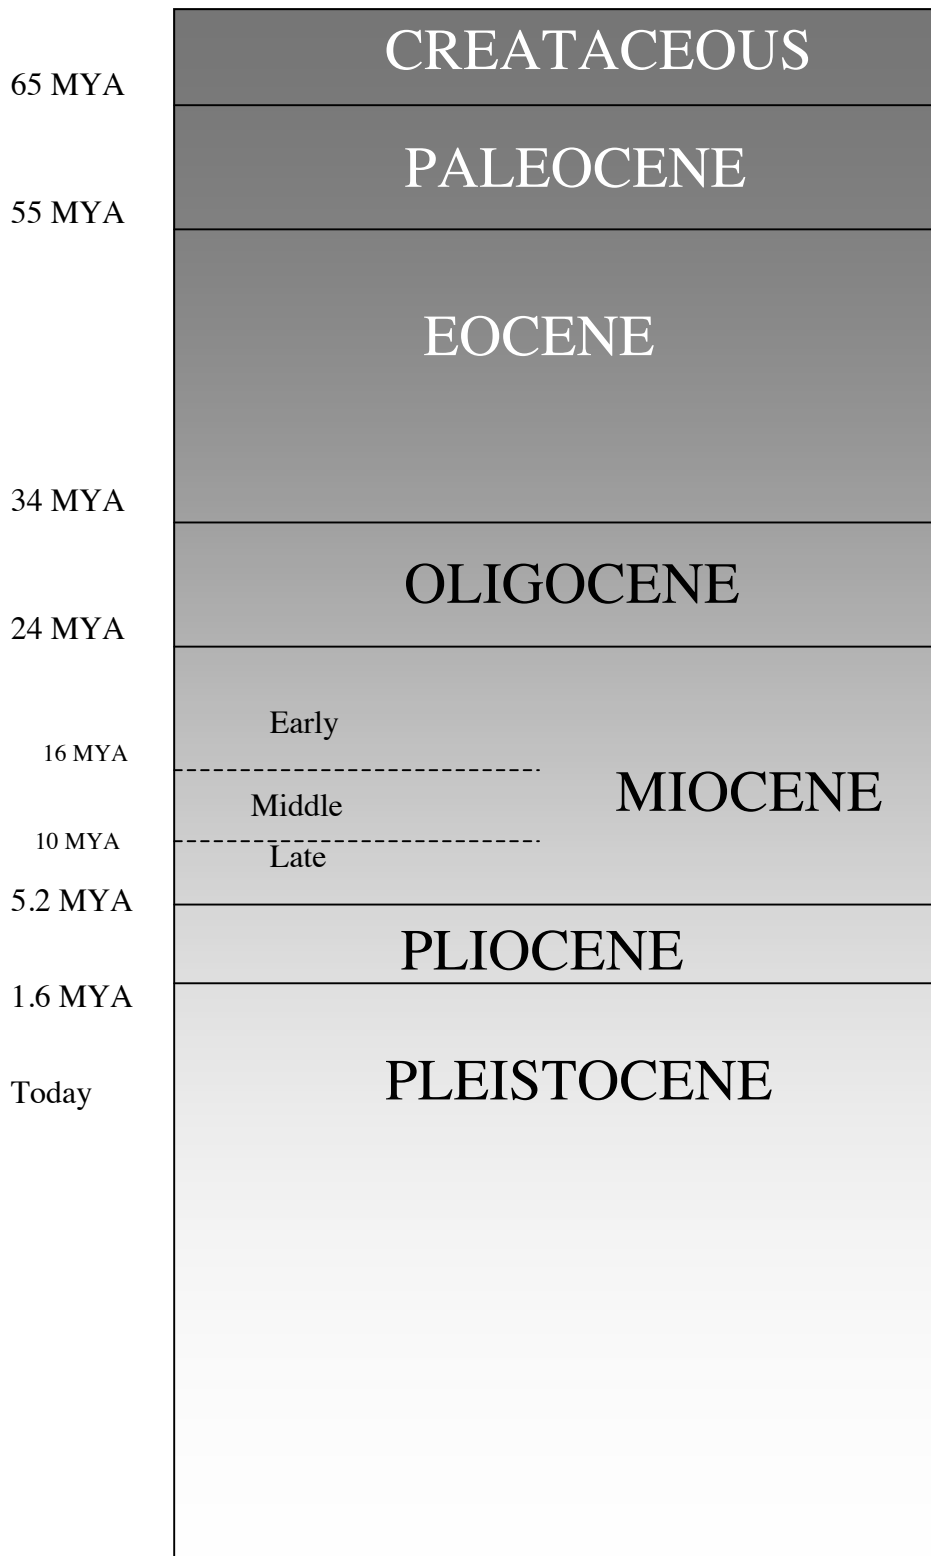 CREATACEOUS
65 MYA
PALEOCENE
55 MYA
EOCENE
34 MYA
OLIGOCENE
24 MYA
Early
16 MYA
MIOCENE
Middle
10 MYA
Late
5.2 MYA
PLIOCENE
1.6 MYA
PLEISTOCENE
Today